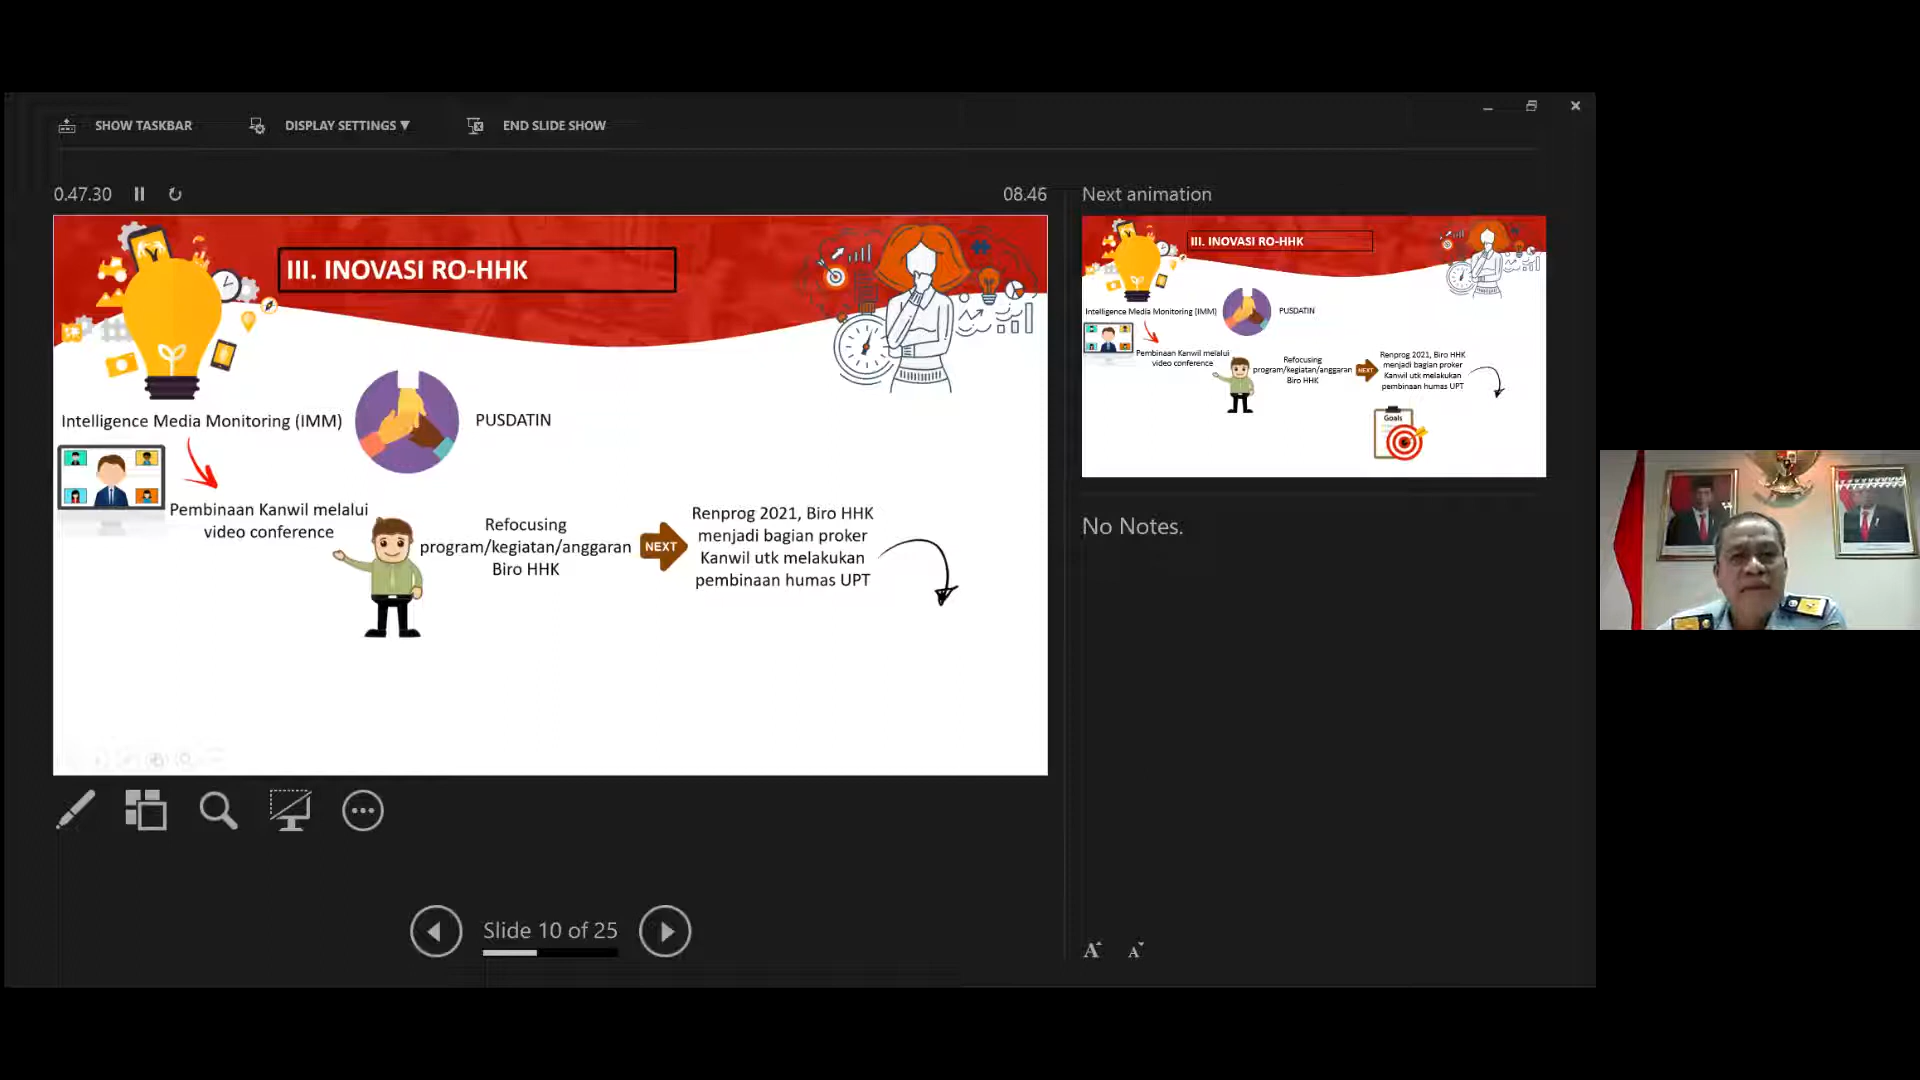 SHOW TASKBAR
DISPLAY SETTINGS ▼
END SLIDE SHOW
0.47.30
08.46
III. INOVASI RO-HHK
Intelligence Media Monitoring (IMM)
PUSDATIN
Pembinaan Kanwil melalui
video conference
Refocusing
program/kegiatan/anggaran
Biro HHK
NEXT
Renprog 2021, Biro HHK
menjadi bagian proker
Kanwil utk melakukan
pembinaan humas UPT
Slide 10 of 25
Next animation
III. INOVASI RO-HHK
Intelligence Media Monitoring (IMM)
PUSDATIN
Pembinaan Kanwil melalui
video conference
Refocusing
program/kegiatan/anggaran
Biro HHK
NEXT
Renprog 2021, Biro HHK
menjadi bagian proker
Kanwil utk melakukan
pembinaan humas UPT
Goals
No Notes.
A A